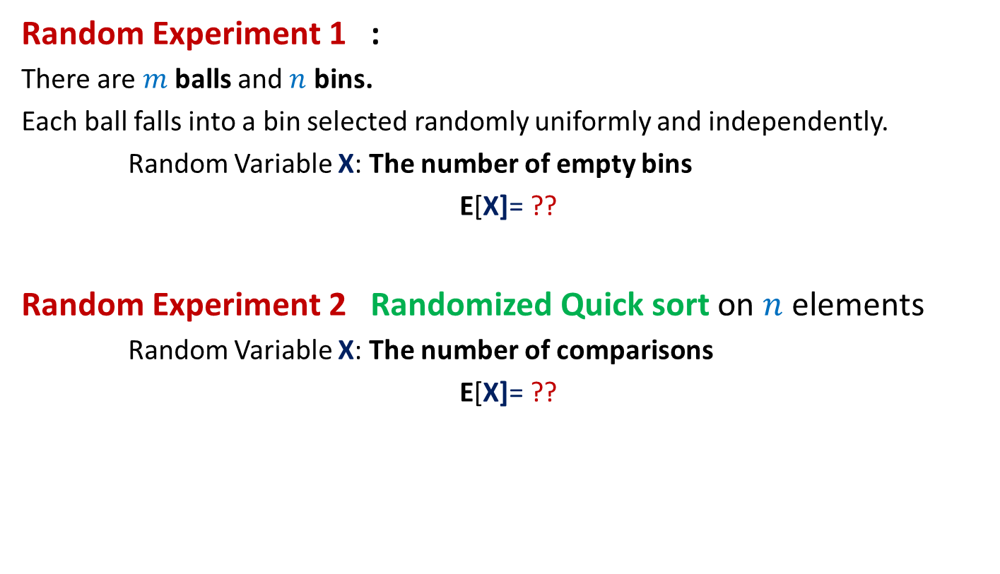 Random Experiment 1 :
There are m balls and n bins.
Each ball falls into a bin selected randomly uniformly and independently.
Random Variable X: The number of empty bins
E[X]= ??
Random Experiment 2 Randomized Quick sort on n elements
Random Variable X: The number of comparisons
E[X]= ??